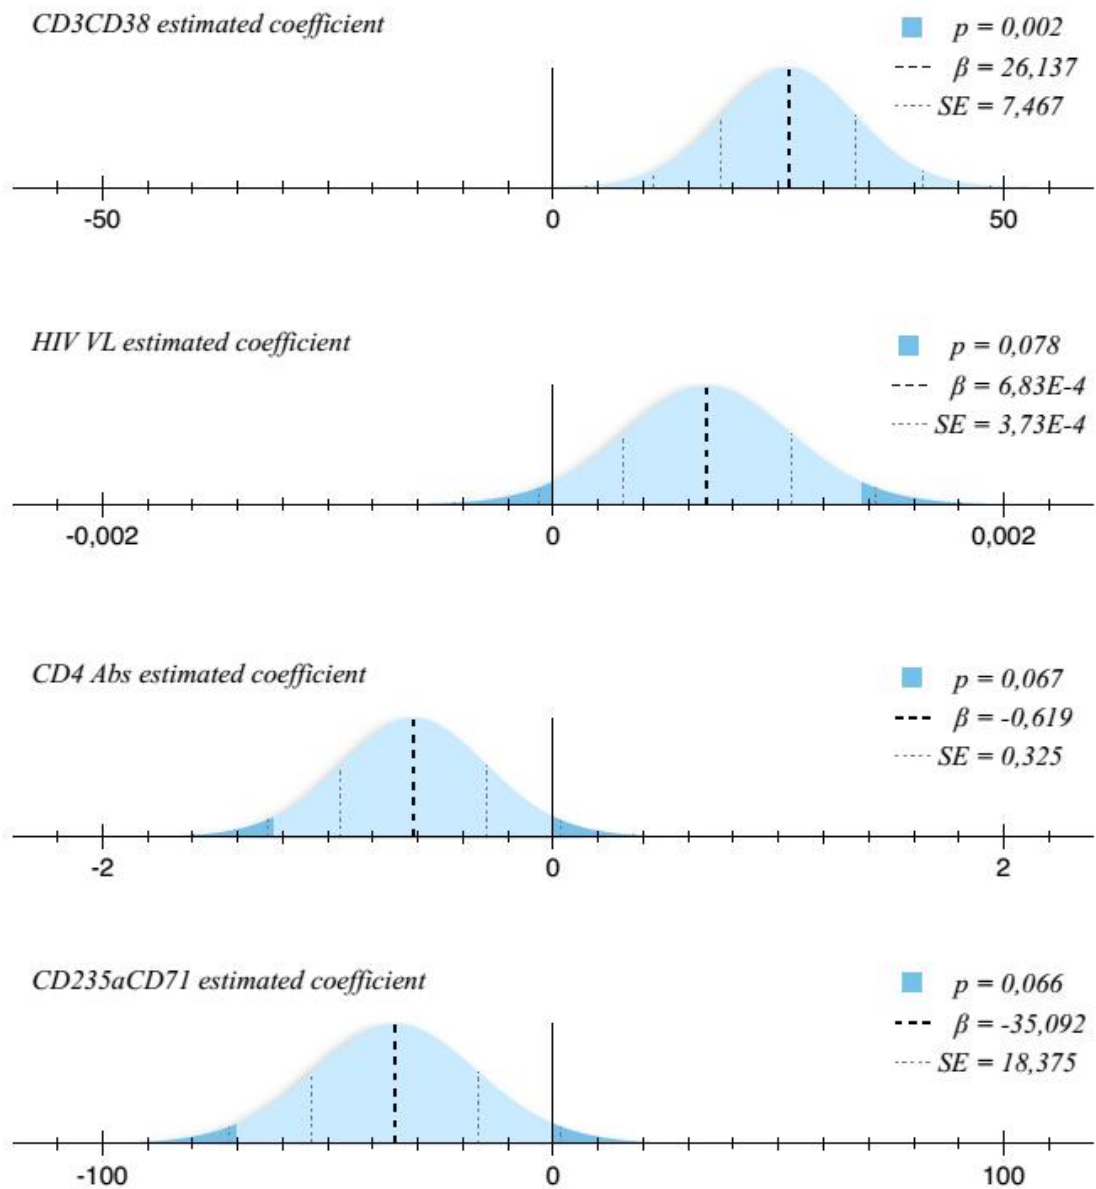 CD3CD38 estimated coefficient
p = 0,002
β = 26,137
SE = 7,467
-50 0 50
HIV VL estimated coefficient
p = 0,078
β = 6,83E-4
SE = 3,73E-4
-0,002 0 0,002
CD4 Abs estimated coefficient
p = 0,067
β = -0,619
SE = 0,325
-2 0 2
CD235aCD71 estimated coefficient
p = 0,066
β = -35,092
SE = 18,375
-100 0 100